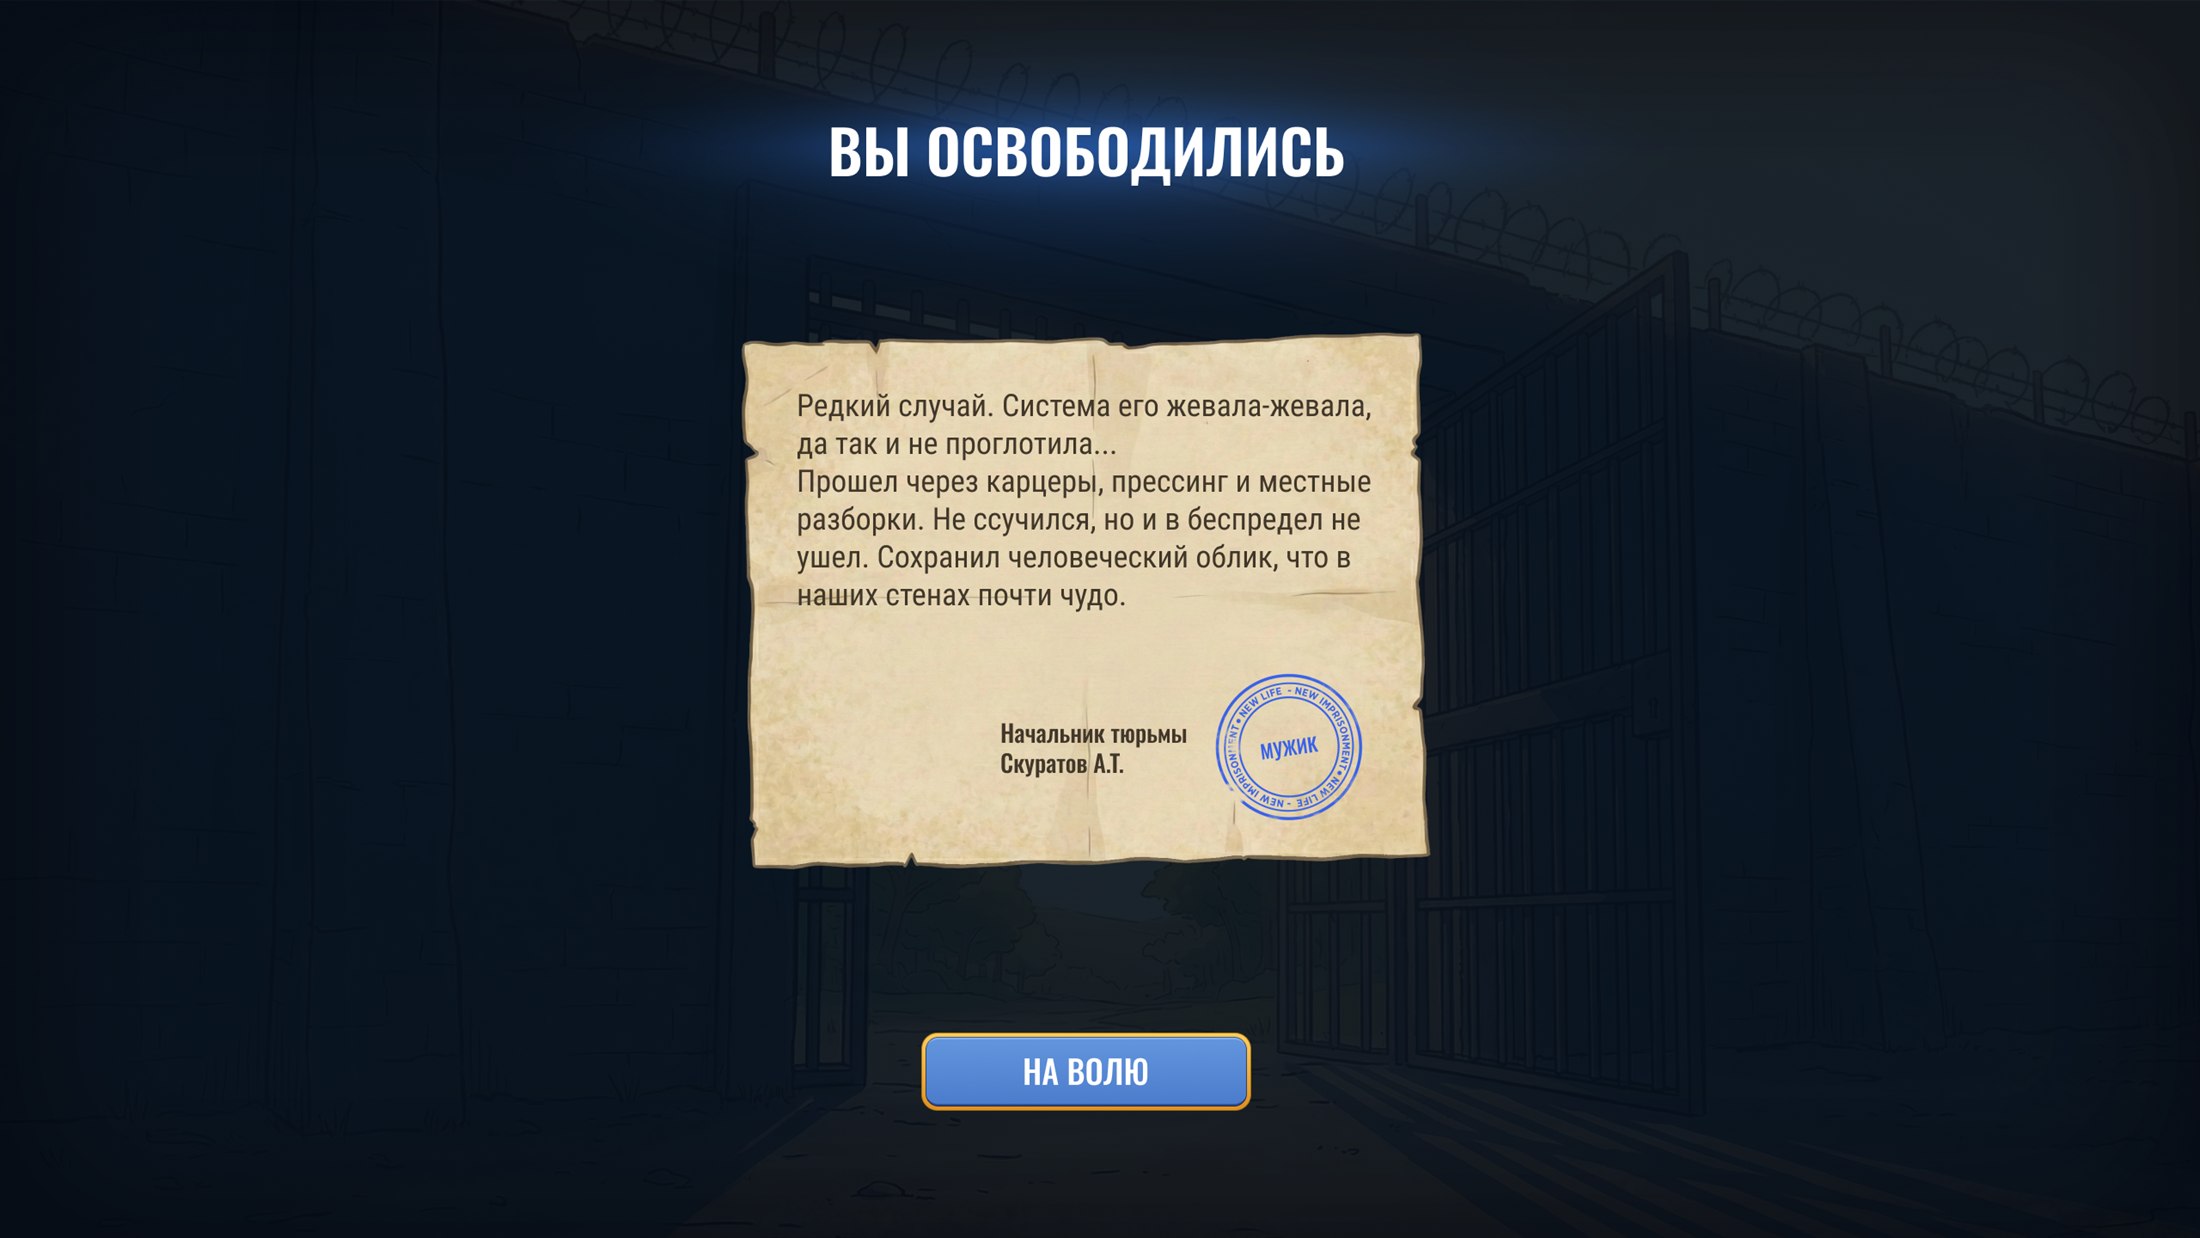 ВЫ ОСВОБОДИЛИСЬ
Редкий случай. Система его жевала-жевала,
да так и не проглотила...
Прошел через карцеры, прессинг и местные
разборки. Не ссучился, но и в беспредел не
ушел. Сохранил человеческий облик, что в
наших стенах почти чудо.
Начальник тюрьмы
Скуратов А.Т.
NEW LIFE - NEW IMPRISONMENT • NEW LIFE - NEW IMPRISONMENT •
МУЖИК
НА ВОЛЮ